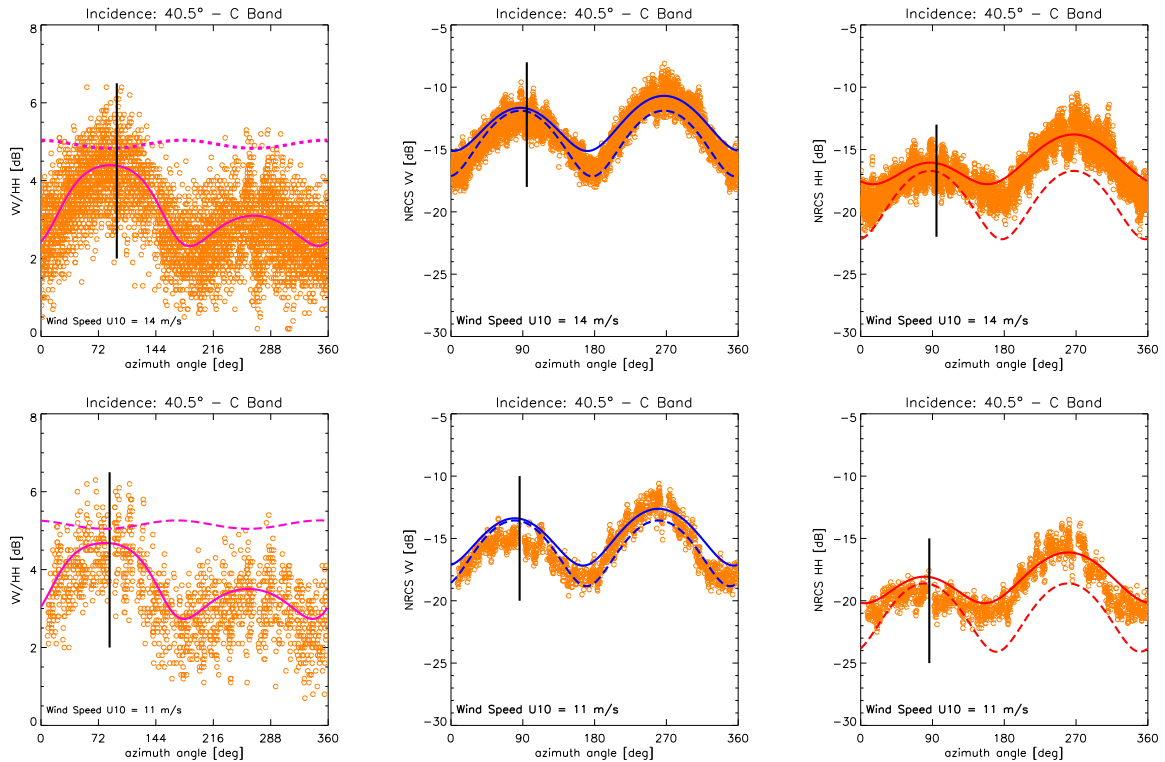 Incidence: 40.5° – C Band
VV/HH [dB]
8
6
4
2
0
Wind Speed U10 = 14 m/s
0 72 144 216 288 360
azimuth angle [deg]
Incidence: 40.5° – C Band
NRCS VV [dB]
−5
−10
−15
−20
−25
−30
Wind Speed U10 = 14 m/s
0 90 180 270 360
azimuth angle [deg]
Incidence: 40.5° – C Band
NRCS HH [dB]
−5
−10
−15
−20
−25
−30
Wind Speed U10 = 14 m/s
0 90 180 270 360
azimuth angle [deg]
Incidence: 40.5° – C Band
VV/HH [dB]
8
6
4
2
0
Wind Speed U10 = 11 m/s
0 72 144 216 288 360
azimuth angle [deg]
Incidence: 40.5° – C Band
NRCS VV [dB]
−5
−10
−15
−20
−25
−30
Wind Speed U10 = 11 m/s
0 90 180 270 360
azimuth angle [deg]
Incidence: 40.5° – C Band
NRCS HH [dB]
−5
−10
−15
−20
−25
−30
Wind Speed U10 = 11 m/s
0 90 180 270 360
azimuth angle [deg]